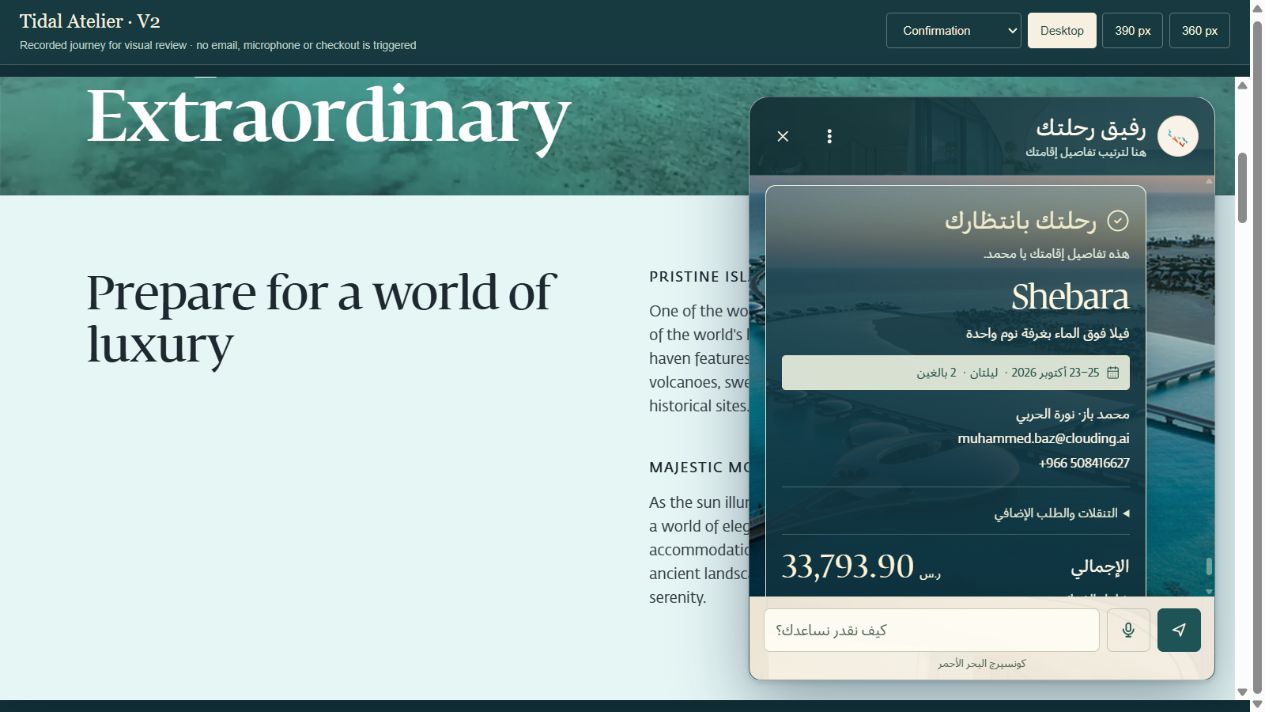 Tidal Atelier · V2
Recorded journey for visual review · no email, microphone or checkout is triggered
Confirmation
Desktop
390 px
360 px
Extraordinary
Prepare for a world of
luxury
PRISTINE ISL
One of the wo
of the world's
haven features
volcanoes, swe
historical sites.
MAJESTIC MO
As the sun illur
a world of eleg
accommodatio
ancient landsc
serenity.
رفيق رحلتك
هنا لترتيب تفاصيل إقامتك
رحلتك بانتظارك
هذه تفاصيل إقامتك يا محمد.
Shebara
فيلا فوق الماء بغرفة نوم واحدة
23–25 أكتوبر 2026 · ليلتان · 2 بالغين
محمد باز · نورة الحربي
muhammed.baz@clouding.ai
+966 508416627
التنقلات والطلب الإضافي
الإجمالي
33,793.90 ر.س
كيف نقدر نساعدك؟
كونسيرج البحر الأحمر